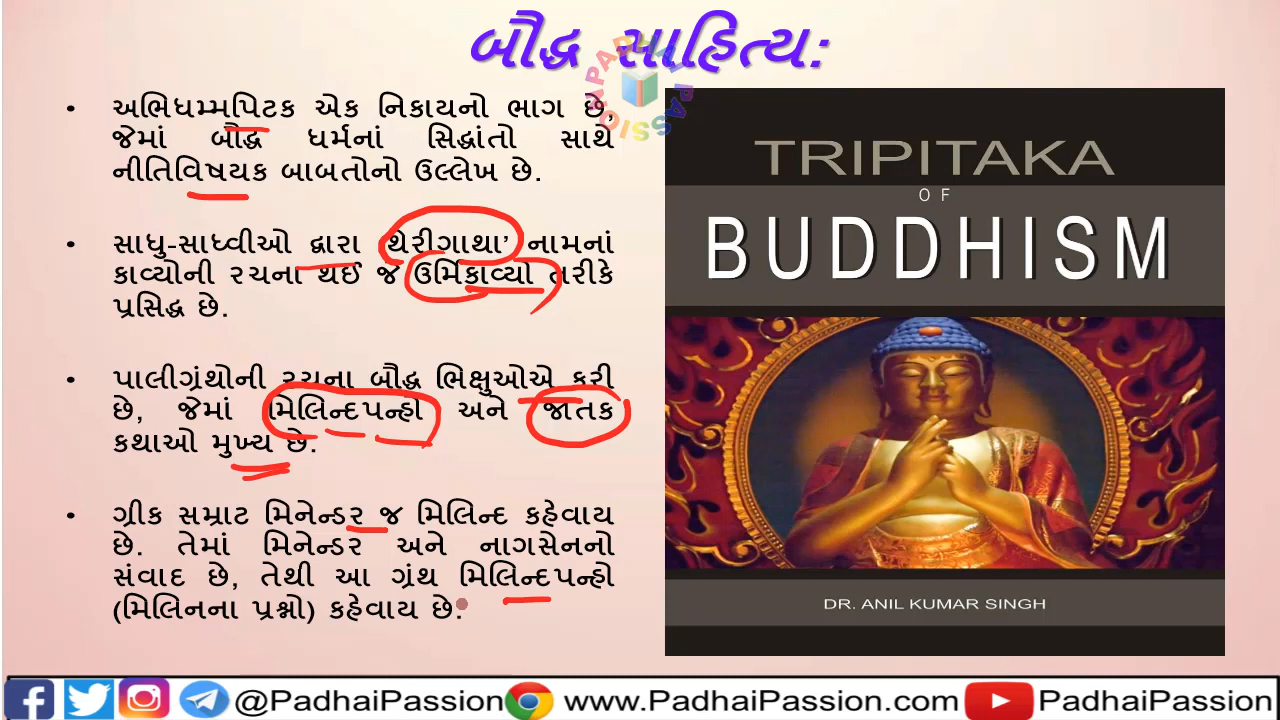 બૌદ્ધ સાહિત્ય:
• અભિધમ્મપિટક એક નિકાયનો ભાગ છે,
જેમાં બૌદ્ધ ધર્મનાં સિદ્ધાંતો સાથે
નીતિવિષયક બાબતોનો ઉલ્લેખ છે.
• સાધુ-સાધ્વીઓ દ્વારા ‘થેરીગાથા’ નામનાં
કાવ્યોની રચના થઈ જે ઉર્મિકાવ્યો તરીકે
પ્રસિદ્ધ છે.
• પાલીગ્રંથોની રચના બૌદ્ધ ભિક્ષુઓએ કરી
છે, જેમાં મિલિન્દપન્હો અને જાતક
કથાઓ મુખ્ય છે.
• ગ્રીક સમ્રાટ મિનેન્ડર જ મિલિન્દ કહેવાય
છે. તેમાં મિનેન્ડર અને નાગસેનનો
સંવાદ છે, તેથી આ ગ્રંથ મિલિન્દપન્હો
(મિલિનના પ્રશ્નો) કહેવાય છે.
PADHAI PASSION
TRIPITAKA
OF
BUDDHISM
DR. ANIL KUMAR SINGH
@PadhaiPassion www.PadhaiPassion.com PadhaiPassion